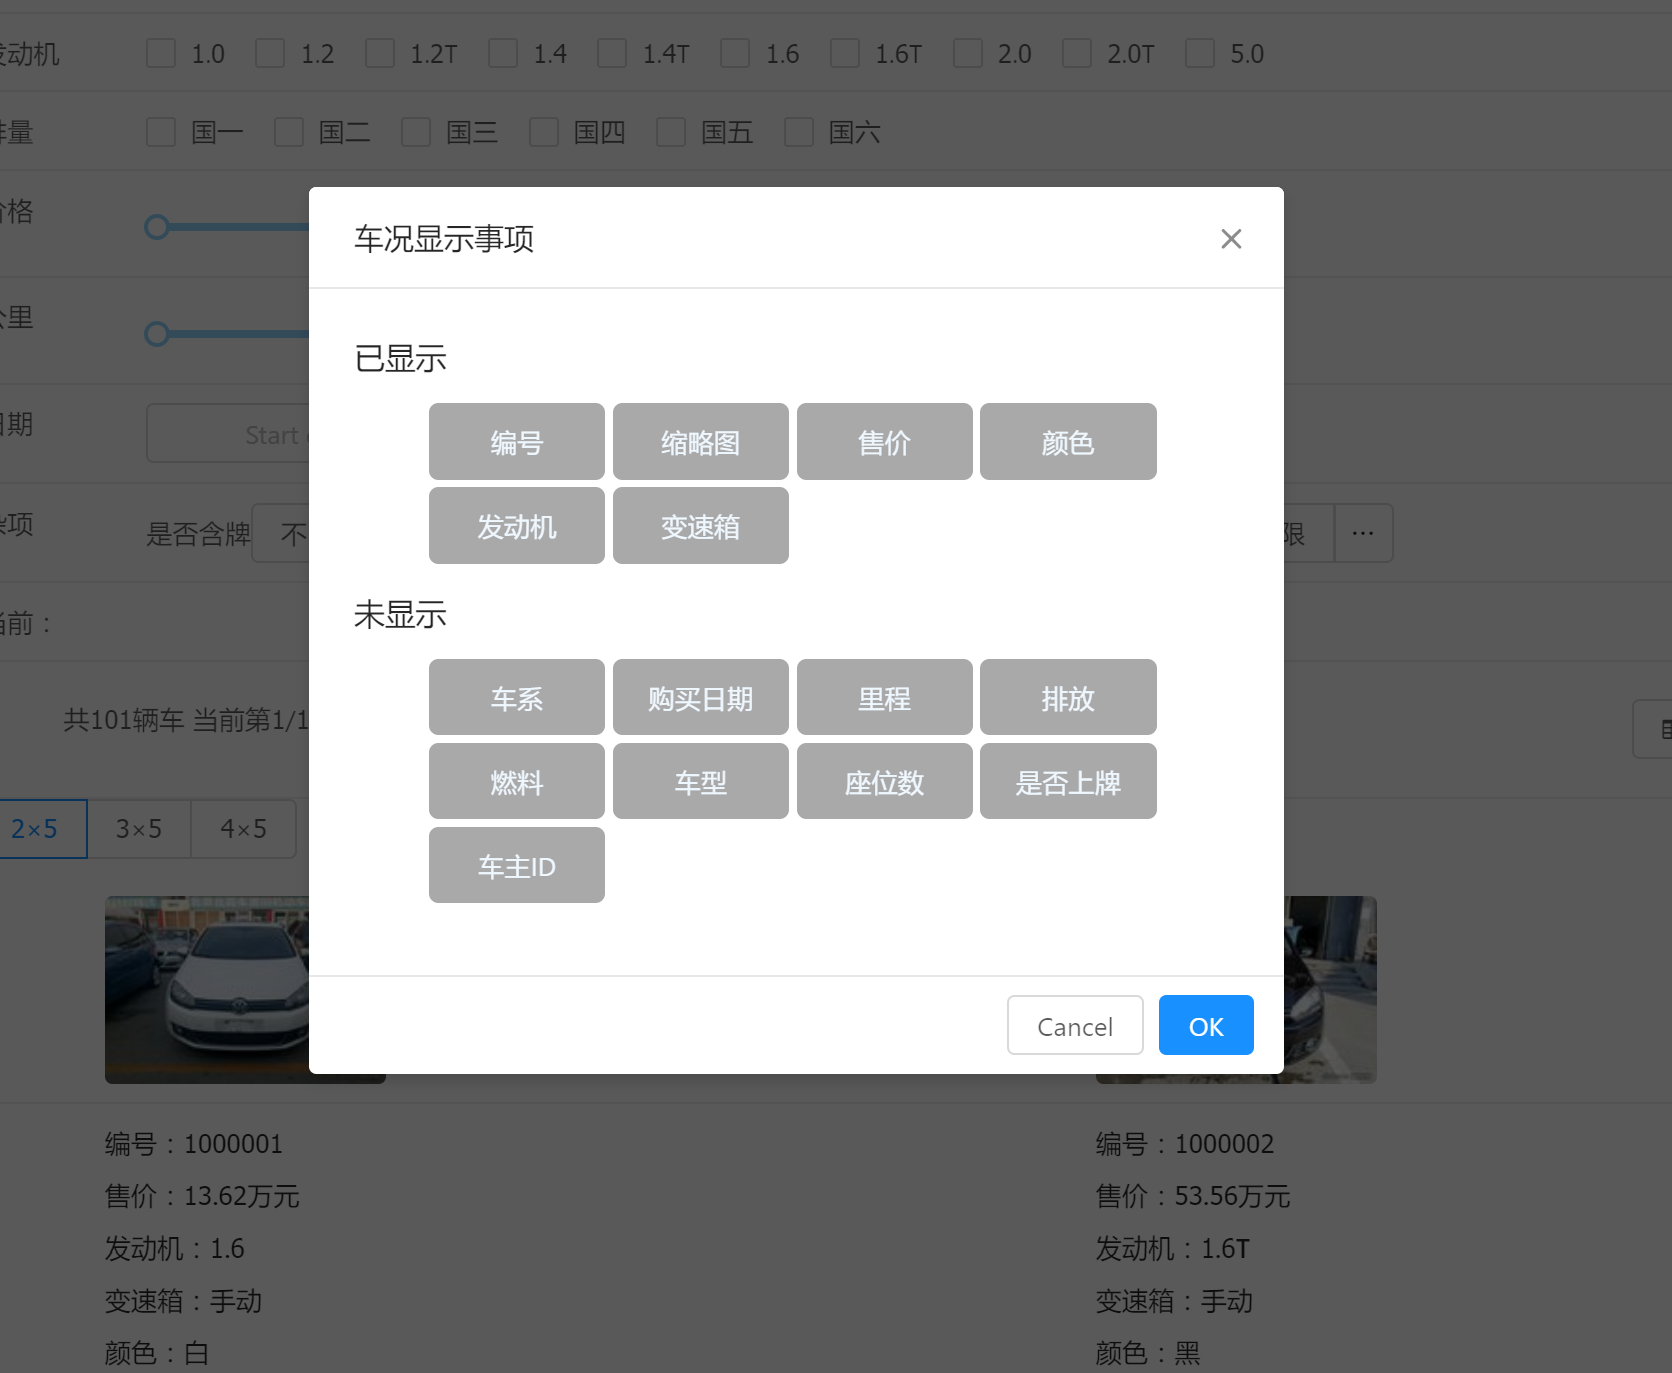 发动机 1.0 1.2 1.2T 1.4 1.4T 1.6 1.6T 2.0 2.0T 5.0
排量 国一 国二 国三 国四 国五 国六
价格
公里
日期 Start
杂项 是否含牌 不 限 ···
当前：
共101辆车 当前第1/1
2×5 3×5 4×5
车况显示事项
已显示
编号 缩略图 售价 颜色
发动机 变速箱
未显示
车系 购买日期 里程 排放
燃料 车型 座位数 是否上牌
车主ID
Cancel OK
编号：1000001
售价：13.62万元
发动机：1.6
变速箱：手动
颜色：白
编号：1000002
售价：53.56万元
发动机：1.6T
变速箱：手动
颜色：黑